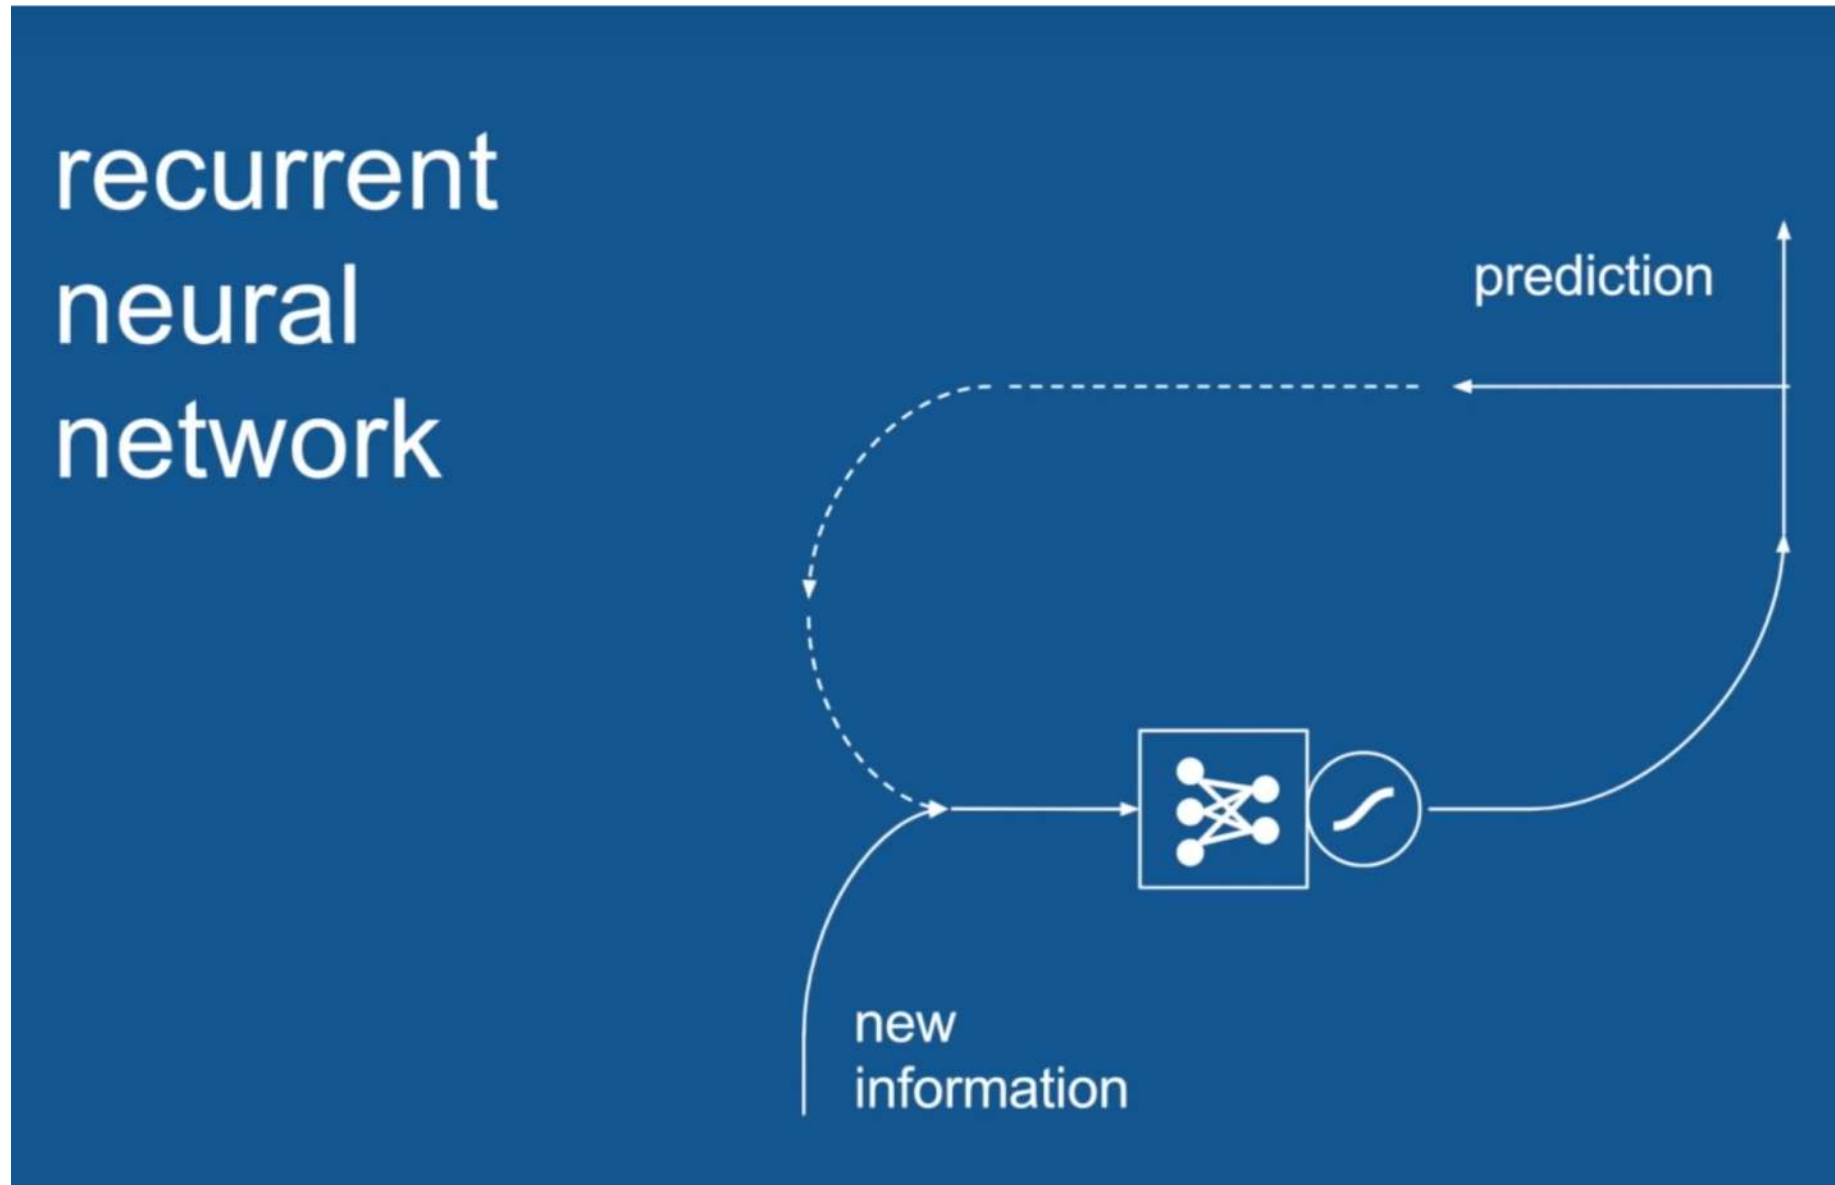 recurrent
neural
network
prediction
new
information